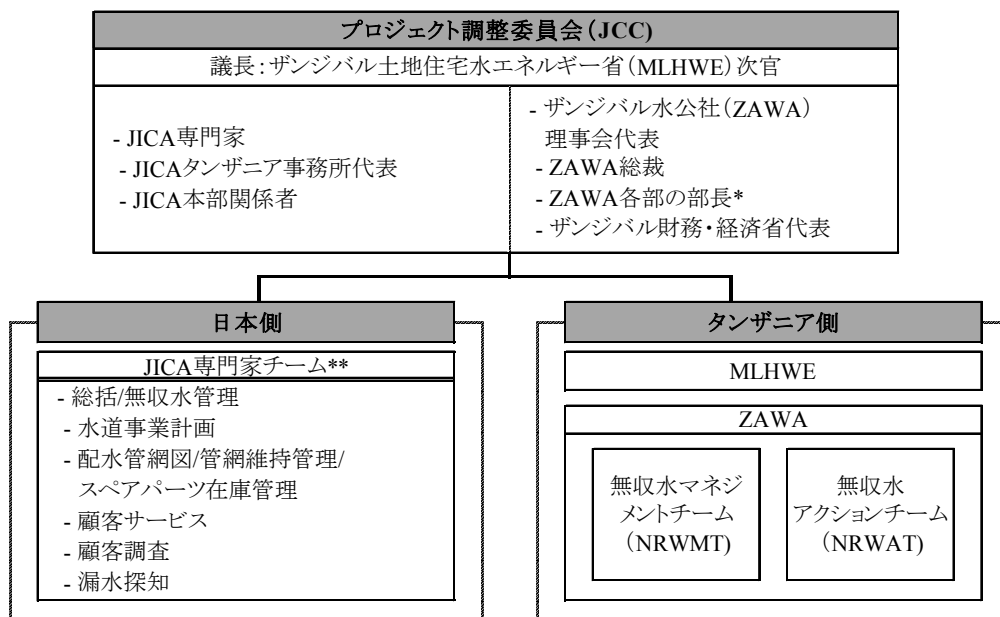 プロジェクト調整委員会(JCC)
議長:ザンジバル土地住宅水エネルギー省(MLHWE)次官
- JICA専門家
- JICAタンザニア事務所代表
- JICA本部関係者
- ザンジバル水公社(ZAWA)
理事会代表
- ZAWA総裁
- ZAWA各部の部長*
- ザンジバル財務・経済省代表
日本側
JICA専門家チーム**
- 総括/無収水管理
- 水道事業計画
- 配水管網図/管網維持管理/
スペアパーツ在庫管理
- 顧客サービス
- 顧客調査
- 漏水探知
タンザニア側
MLHWE
ZAWA
無収水マネジ
メントチーム
(NRWMT)
無収水
アクションチーム
(NRWAT)